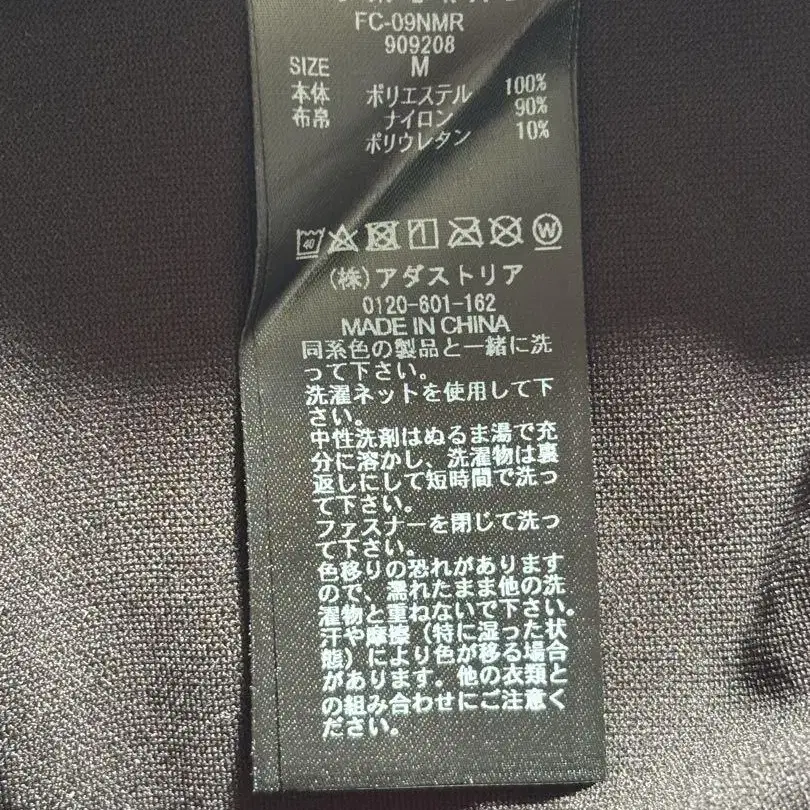 FC-09NMR
909208
SIZE M
本体 ポリエステル 100%
布帛 ナイロン 90%
ポリウレタン 10%
40 W
(株)アダストリア
0120-601-162
MADE IN CHINA
同系色の製品と一緒に洗
って下さい。
洗濯ネットを使用して下
さい。
中性洗剤はぬるま湯で充
分に溶かし、洗濯物は裏
返しにして短時間で洗っ
て下さい。
ファスナーを閉じて洗っ
て下さい。
色移りの恐れがあります
ので、濡れたまま他の洗
濯物と重ねないで下さい。
汗や摩擦(特に湿った状
態)により色が移る場合
があります。他の衣類と
の組み合わせにご注意く
ださい。